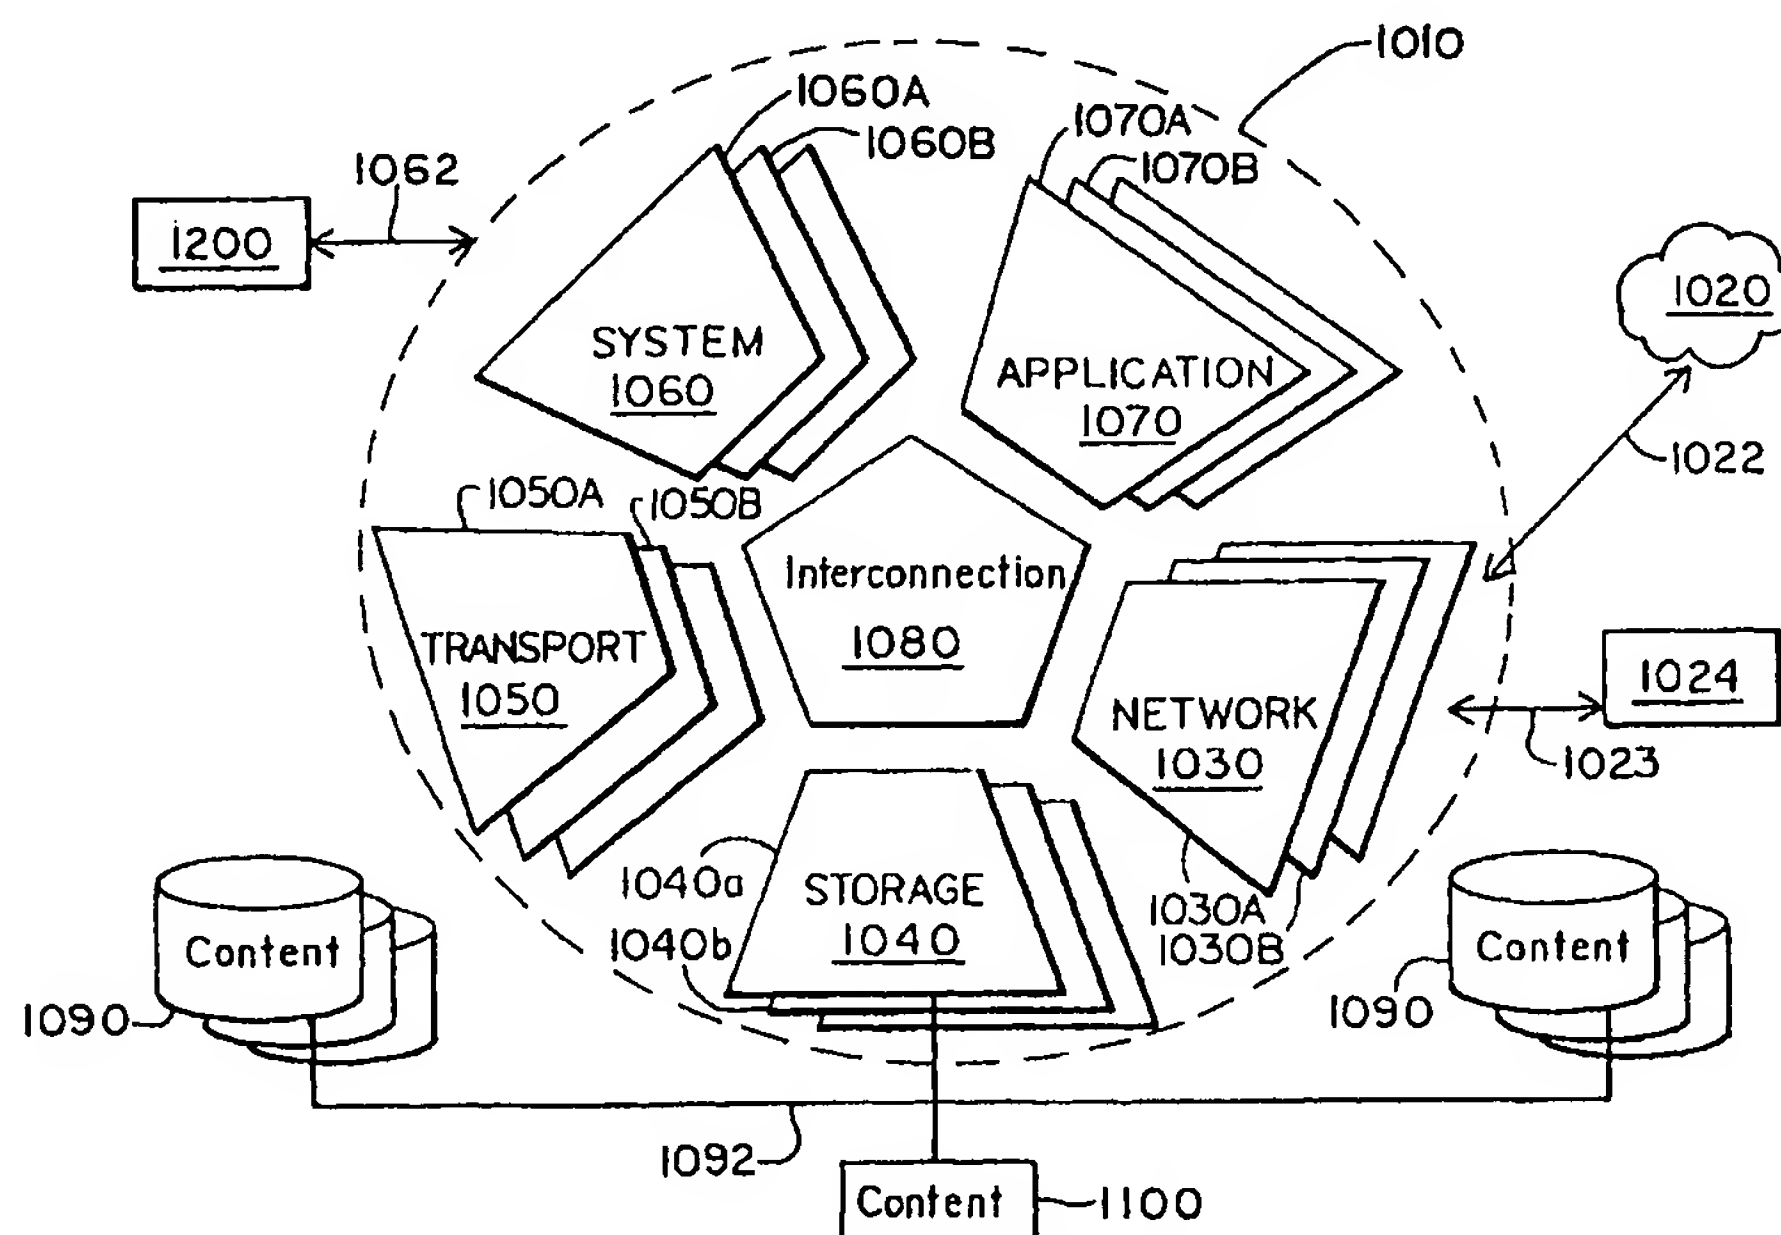 1010
1060A
1070A
1060B
1070B
1062
1200
1020
SYSTEM
1060
APPLICATION
1070
1022
1050A
1050B
Interconnection
1080
TRANSPORT
1050
NETWORK
1030
1024
1023
1040a
STORAGE
1040
1040b
1030A
1030B
Content
1090
Content
1090
1092
Content
1100